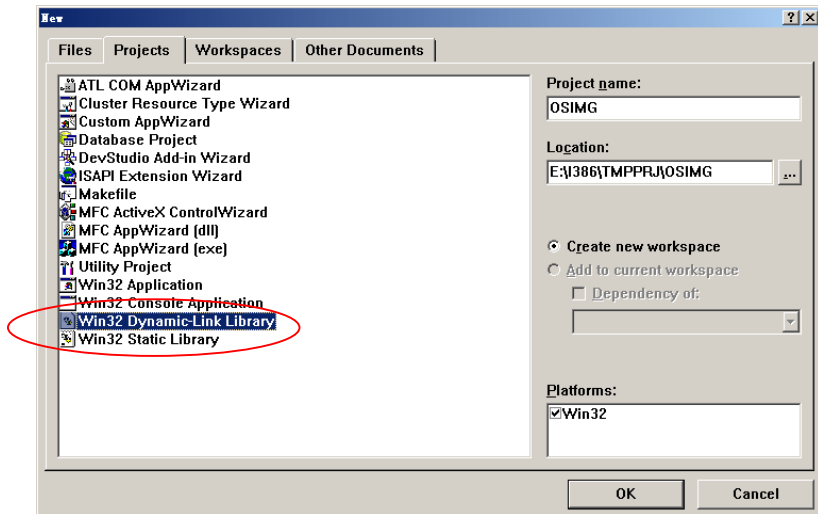 New
Files Projects Workspaces Other Documents
ATL COM AppWizard
Cluster Resource Type Wizard
Custom AppWizard
Database Project
DevStudio Add-in Wizard
ISAPI Extension Wizard
Makefile
MFC ActiveX ControlWizard
MFC AppWizard (dll)
MFC AppWizard (exe)
Utility Project
Win32 Application
Win32 Console Application
Win32 Dynamic-Link Library
Win32 Static Library
Project name:
OSIMG
Location:
E:\I386\TMPPRJ\OSIMG
...
Create new workspace
Add to current workspace
Dependency of:
Platforms:
Win32
OK Cancel